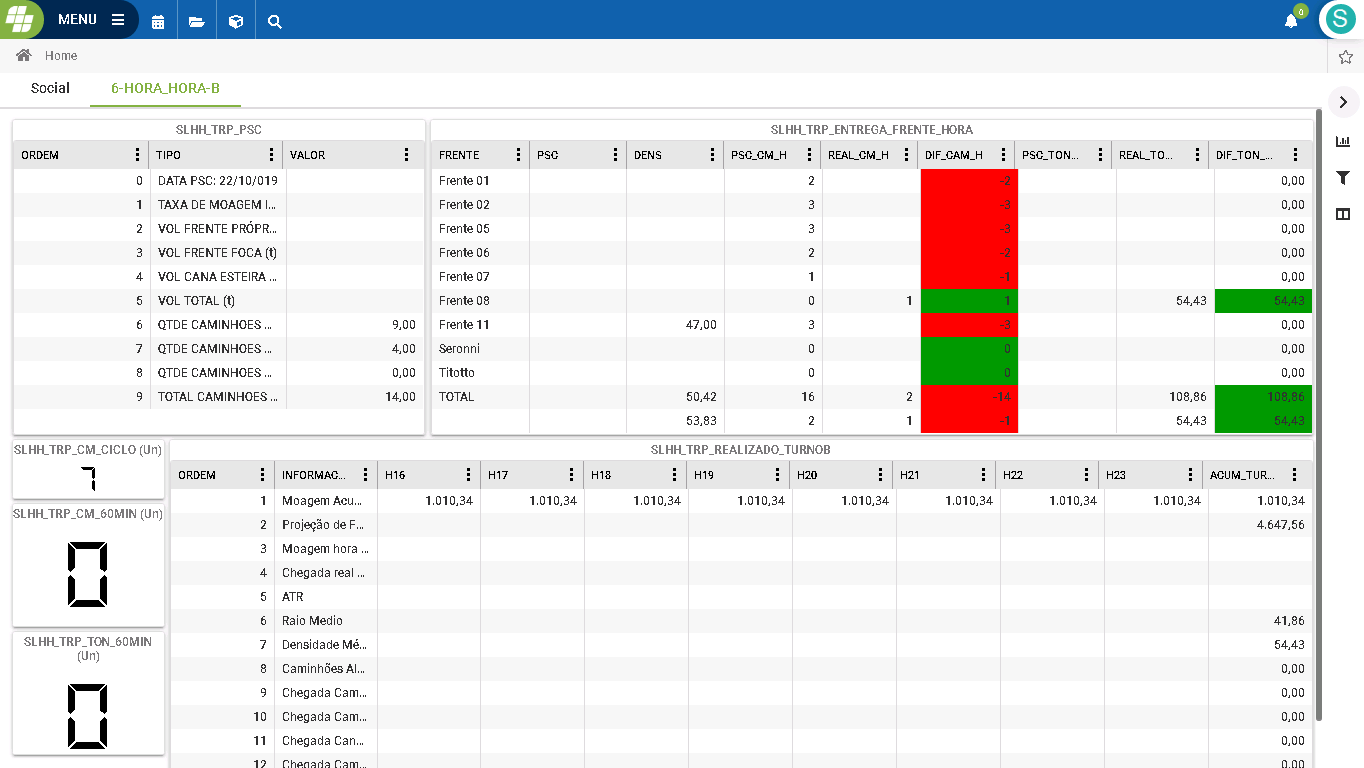 MENU
0
S
Home
Social 6-HORA_HORA-B
SLHH_TRP_PSC
ORDEM TIPO VALOR
0 DATA PSC: 22/10/019
1 TAXA DE MOAGEM I...
2 VOL FRENTE PRÓPR...
3 VOL FRENTE FOCA (t)
4 VOL CANA ESTEIRA ...
5 VOL TOTAL (t)
6 QTDE CAMINHOES ... 9,00
7 QTDE CAMINHOES ... 4,00
8 QTDE CAMINHOES ... 0,00
9 TOTAL CAMINHOES ... 14,00
SLHH_TRP_ENTREGA_FRENTE_HORA
FRENTE PSC DENS PSC_CM_H REAL_CM_H DIF_CAM_H PSC_TON... REAL_TO... DIF_TON_...
Frente 01 2 -2 0,00
Frente 02 3 -3 0,00
Frente 05 3 -3 0,00
Frente 06 2 -2 0,00
Frente 07 1 -1 0,00
Frente 08 0 1 1 54,43 54,43
Frente 11 47,00 3 -3 0,00
Seronni 0 0 0,00
Titotto 0 0 0,00
TOTAL 50,42 16 2 -14 108,86 108,86
53,83 2 1 -1 54,43 54,43
SLHH_TRP_CM_CICLO (Un)
7
SLHH_TRP_CM_60MIN (Un)
0
SLHH_TRP_TON_60MIN
(Un)
0
SLHH_TRP_REALIZADO_TURNOB
ORDEM INFORMAC... H16 H17 H18 H19 H20 H21 H22 H23 ACUM_TUR...
1 Moagem Acu... 1.010,34 1.010,34 1.010,34 1.010,34 1.010,34 1.010,34 1.010,34 1.010,34 1.010,34
2 Projeção de F... 4.647,56
3 Moagem hora ...
4 Chegada real ...
5 ATR
6 Raio Medio 41,86
7 Densidade Mé... 54,43
8 Caminhões Al... 0,00
9 Chegada Cam... 0,00
10 Chegada Cam... 0,00
11 Chegada Can... 0,00
12 Chegada Cam... 0,00